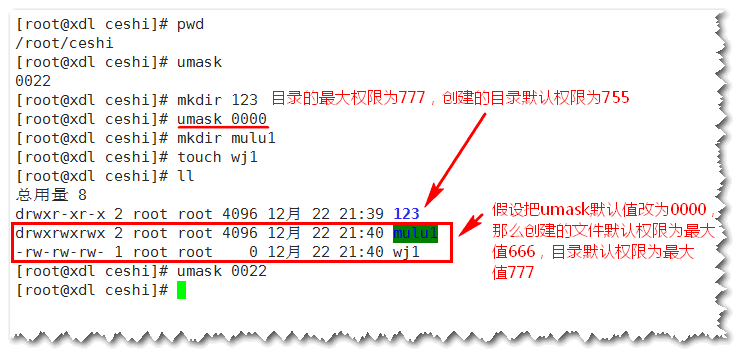 [root@xdl ceshi]# pwd
/root/ceshi
[root@xdl ceshi]# umask
0022
[root@xdl ceshi]# mkdir 123
目录的最大权限为777，创建的目录默认权限为755
[root@xdl ceshi]# umask 0000
[root@xdl ceshi]# mkdir mulu1
[root@xdl ceshi]# touch wj1
[root@xdl ceshi]# ll
总用量 8
drwxr-xr-x 2 root root 4096 12月 22 21:39 123
drwxrwxrwx 2 root root 4096 12月 22 21:40 mulu1
-rw-rw-rw- 1 root root    0 12月 22 21:40 wj1
假设把umask默认值改为0000，
那么创建的文件默认权限为最大
值666，目录默认权限为最大
值777
[root@xdl ceshi]# umask 0022
[root@xdl ceshi]#